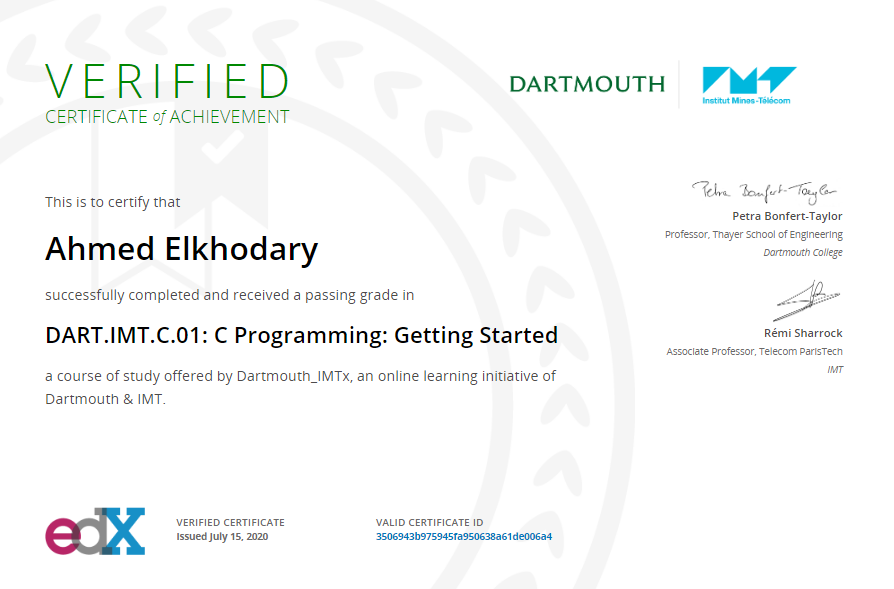 VERIFIED
CERTIFICATE of ACHIEVEMENT
DARTMOUTH
Institut Mines-Télécom
This is to certify that
Ahmed Elkhodary
successfully completed and received a passing grade in
DART.IMT.C.01: C Programming: Getting Started
a course of study offered by Dartmouth_IMTx, an online learning initiative of
Dartmouth & IMT.
Petra Bonfert-Taylor
Petra Bonfert-Taylor
Professor, Thayer School of Engineering
Dartmouth College
Rémi Sharrock
Associate Professor, Telecom ParisTech
IMT
edX
VERIFIED CERTIFICATE
Issued July 15, 2020
VALID CERTIFICATE ID
3506943b975945fa950638a61de006a4